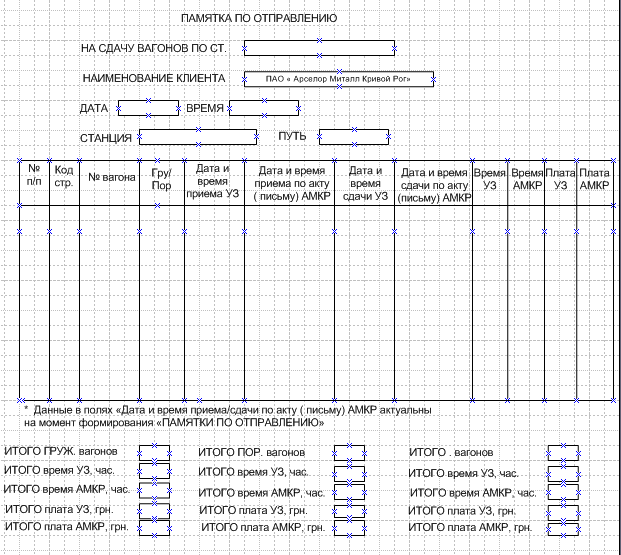 ПАМЯТКА ПО ОТПРАВЛЕНИЮ
НА СДАЧУ ВАГОНОВ ПО СТ.
НАИМЕНОВАНИЕ КЛИЕНТА ПАО « Арселор Миталл Кривой Рог»
ДАТА ВРЕМЯ
СТАНЦИЯ ПУТЬ
№ п/п
Код стр.
№ вагона
Гру/ Пор
Дата и время приема УЗ
Дата и время приема по акту ( письму) АМКР
Дата и время сдачи УЗ
Дата и время сдачи по акту (письму) АМКР
Время УЗ
Время АМКР
Плата УЗ
Плата АМКР
* Данные в полях «Дата и время приема/сдачи по акту ( письму) АМКР актуальны
на момент формирования «ПАМЯТКИ ПО ОТПРАВЛЕНИЮ»
ИТОГО ГРУЖ. вагонов ИТОГО ПОР. вагонов ИТОГО . вагонов
ИТОГО время УЗ, час. ИТОГО время УЗ, час. ИТОГО время УЗ, час.
ИТОГО время АМКР, час. ИТОГО время АМКР, час. ИТОГО время АМКР, час.
ИТОГО плата УЗ, грн. ИТОГО плата УЗ, грн. ИТОГО плата УЗ, грн.
ИТОГО плата АМКР, грн. ИТОГО плата АМКР, грн. ИТОГО плата АМКР, грн.